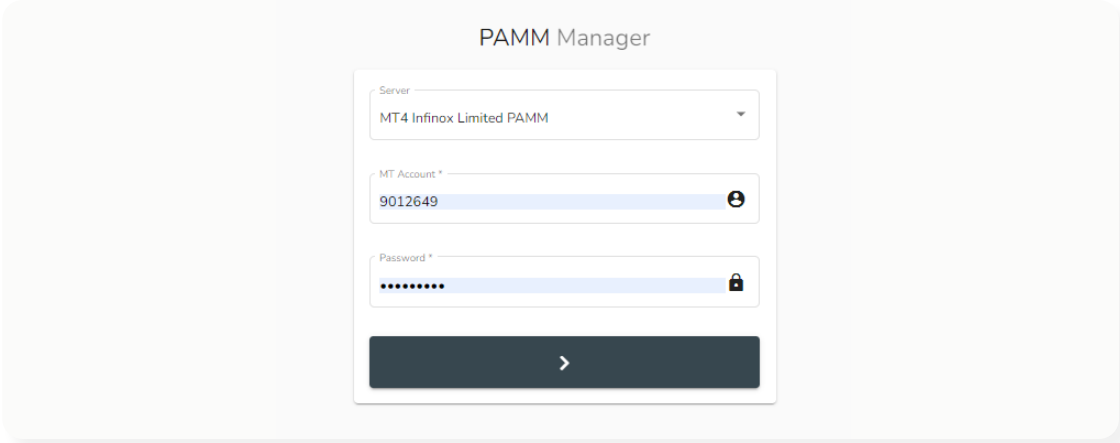 PAMM Manager
Server
MT4 Infinox Limited PAMM
MT Account *
9012649
Password *
•••••••••